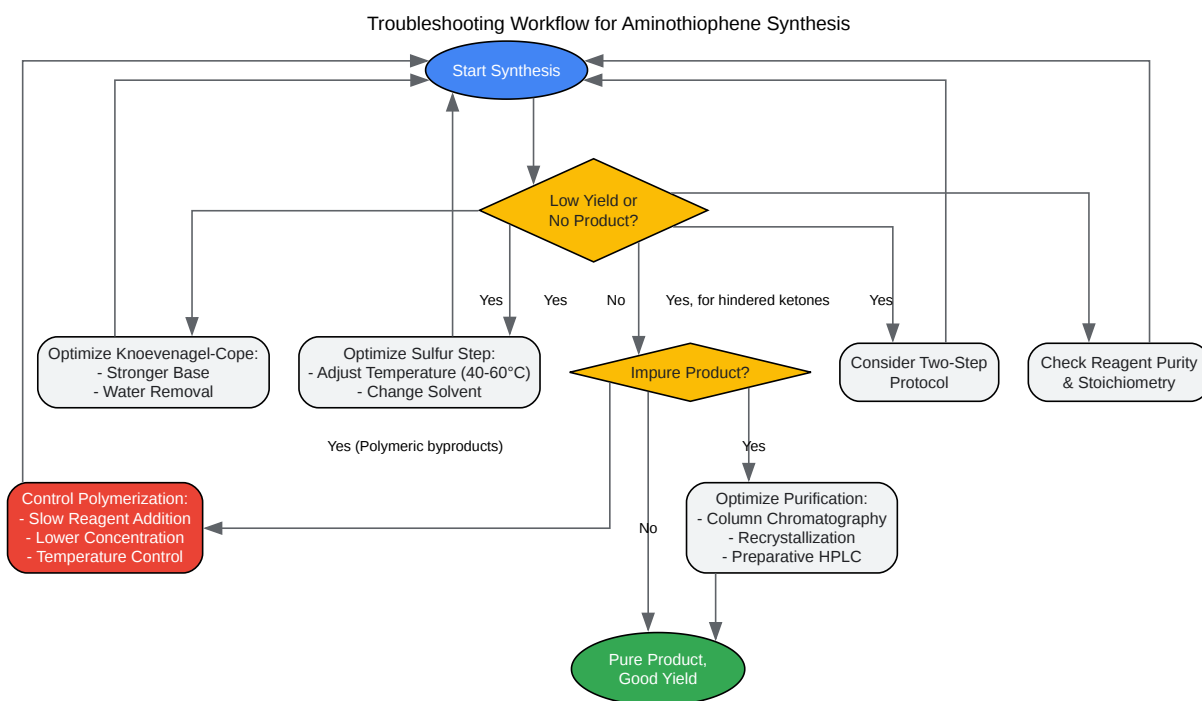 Troubleshooting Workflow for Aminothiophene Synthesis
Start Synthesis
Low Yield or
No Product?
Yes
Yes
No
Yes, for hindered ketones
Yes
Optimize Knoevenagel-Cope:
- Stronger Base
- Water Removal
Optimize Sulfur Step:
- Adjust Temperature (40-60°C)
- Change Solvent
Impure Product?
Consider Two-Step
Protocol
Check Reagent Purity
& Stoichiometry
Yes (Polymeric byproducts)
Yes
Control Polymerization:
- Slow Reagent Addition
- Lower Concentration
- Temperature Control
No
Optimize Purification:
- Column Chromatography
- Recrystallization
- Preparative HPLC
Pure Product,
Good Yield